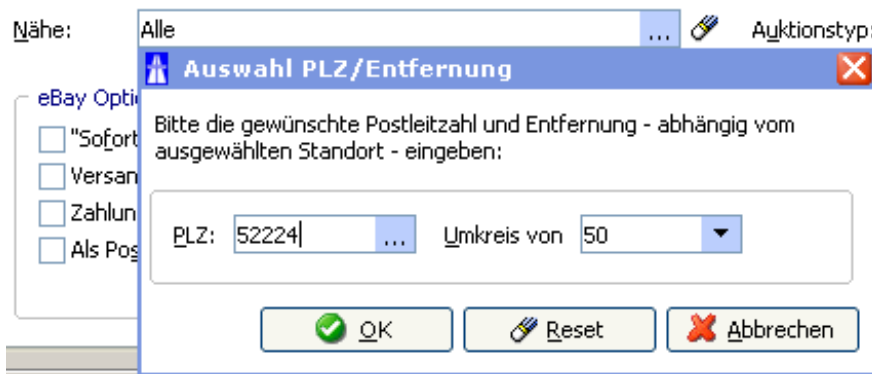 Nähe: Alle ... Auktionstyp:
Auswahl PLZ/Entfernung
eBay Opti
Bitte die gewünschte Postleitzahl und Entfernung - abhängig vom
ausgewählten Standort - eingeben:
"Sofort
Versan
Zahlun
Als Pos
PLZ: 52224 ... Umkreis von 50
OK Reset Abbrechen